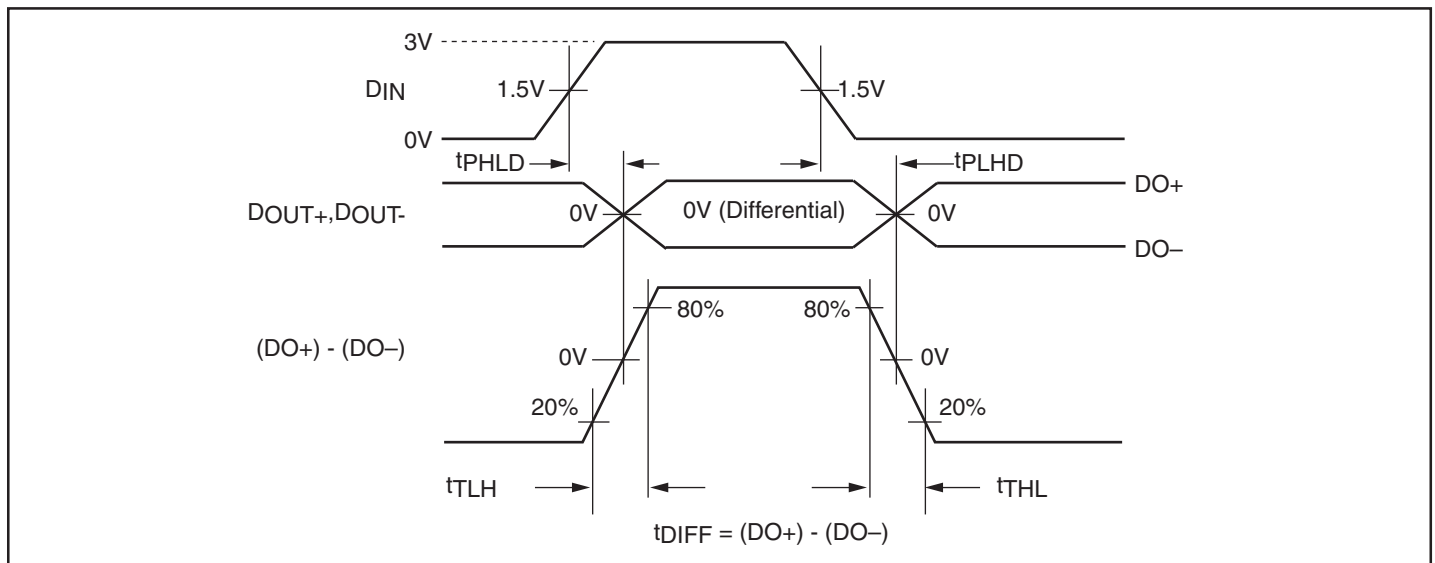 3V
DIN
1.5V
1.5V
0V
tPHLD
tPLHD
DO+
DOUT+,DOUT-
0V
0V (Differential)
0V
DO–
80%
80%
(DO+) - (DO–)
0V
0V
20%
20%
tTLH
tTHL
tDIFF = (DO+) - (DO–)